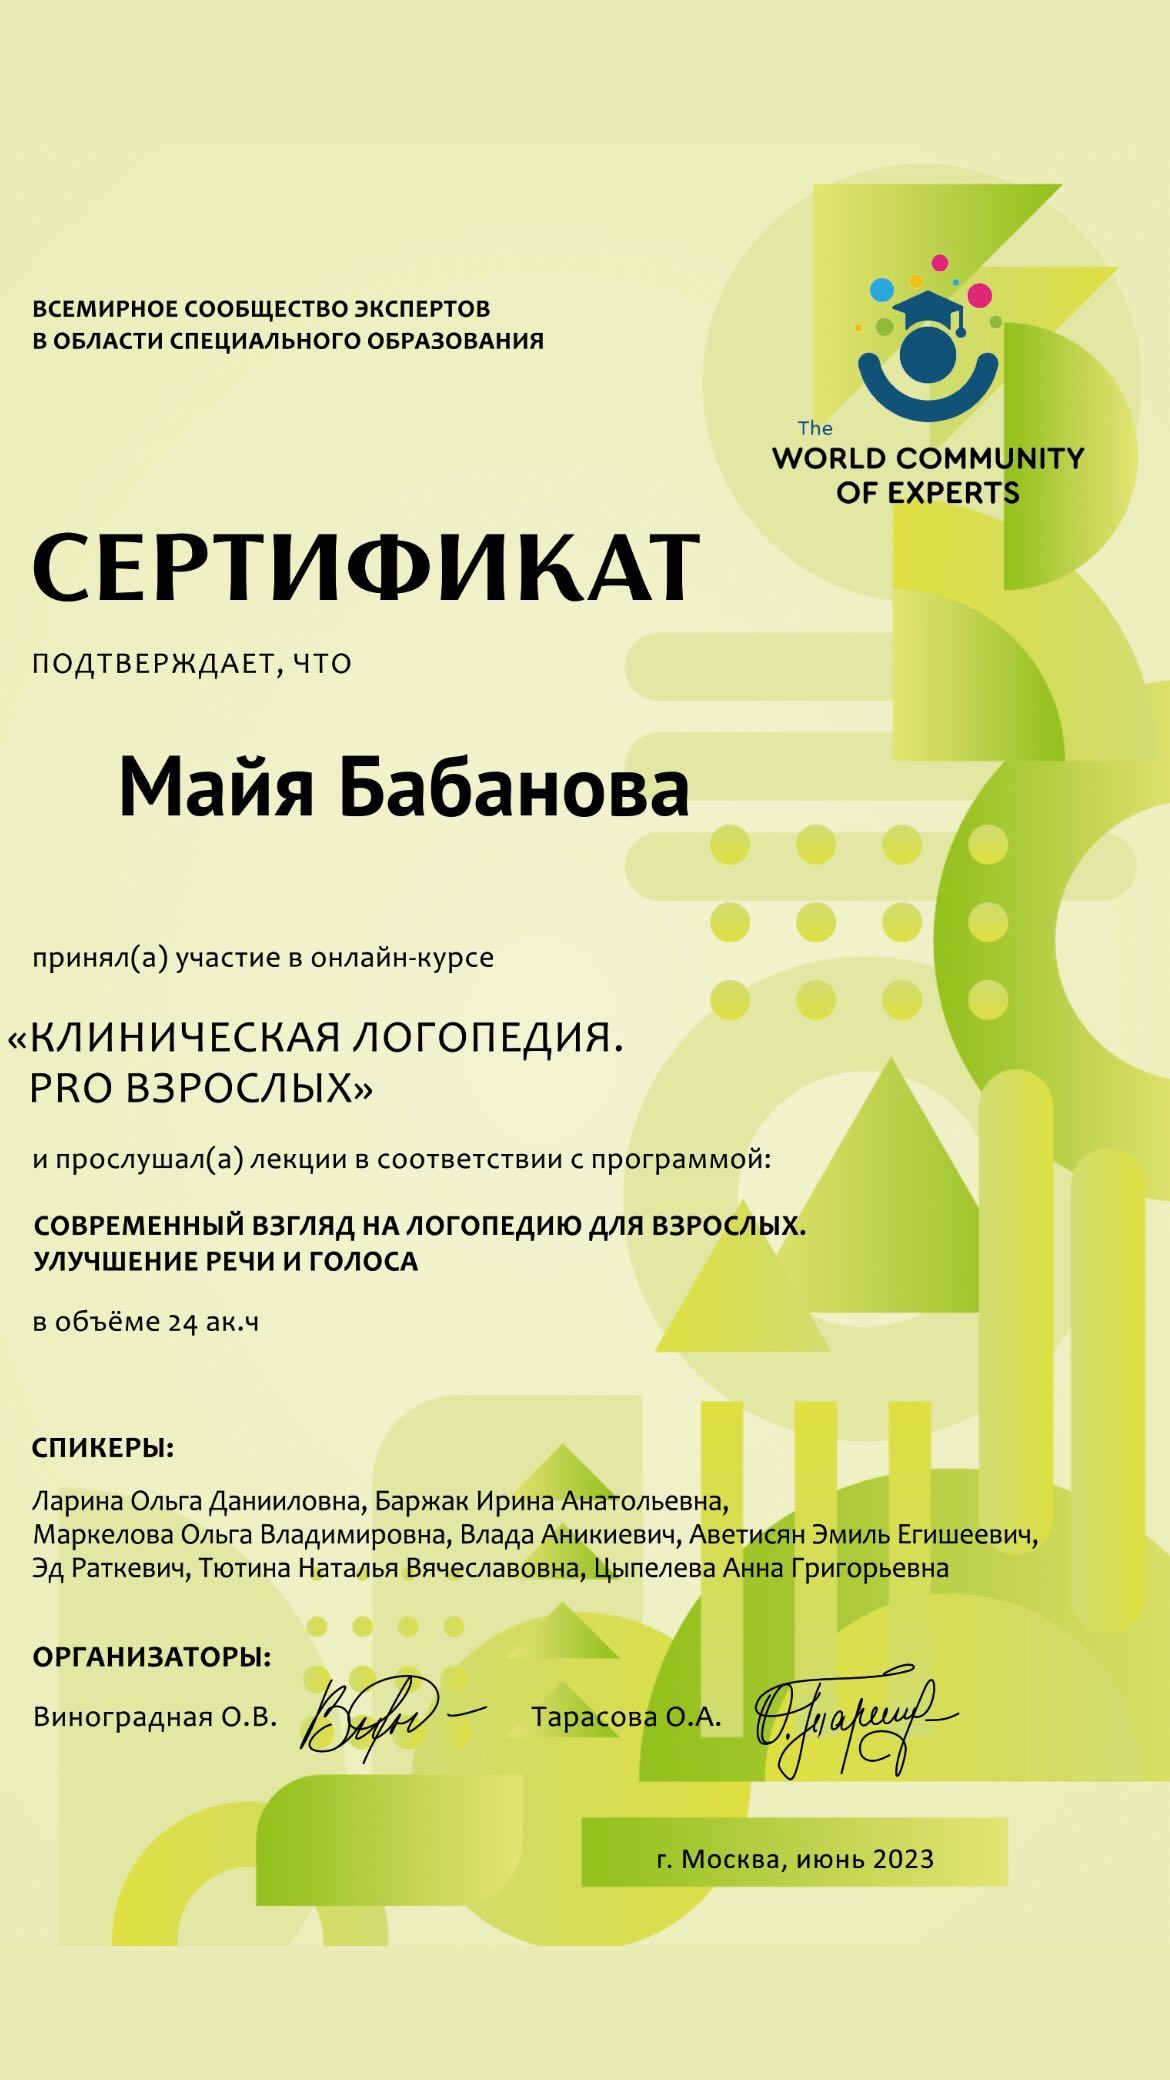 ВСЕМИРНОЕ СООБЩЕСТВО ЭКСПЕРТОВ
В ОБЛАСТИ СПЕЦИАЛЬНОГО ОБРАЗОВАНИЯ
The
WORLD COMMUNITY
OF EXPERTS
СЕРТИФИКАТ
ПОДТВЕРЖДАЕТ, ЧТО
Майя Бабанова
принял(а) участие в онлайн-курсе
«КЛИНИЧЕСКАЯ ЛОГОПЕДИЯ.
PRO ВЗРОСЛЫХ»
и прослушал(а) лекции в соответствии с программой:
СОВРЕМЕННЫЙ ВЗГЛЯД НА ЛОГОПЕДИЮ ДЛЯ ВЗРОСЛЫХ.
УЛУЧШЕНИЕ РЕЧИ И ГОЛОСА
в объёме 24 ак.ч
СПИКЕРЫ:
Ларина Ольга Данииловна, Баржак Ирина Анатольевна,
Маркелова Ольга Владимировна, Влада Аникиевич, Аветисян Эмиль Егишеевич,
Эд Раткевич, Тютина Наталья Вячеславовна, Цыпелева Анна Григорьевна
ОРГАНИЗАТОРЫ:
Виноградная О.В. Тарасова О.А.
г. Москва, июнь 2023